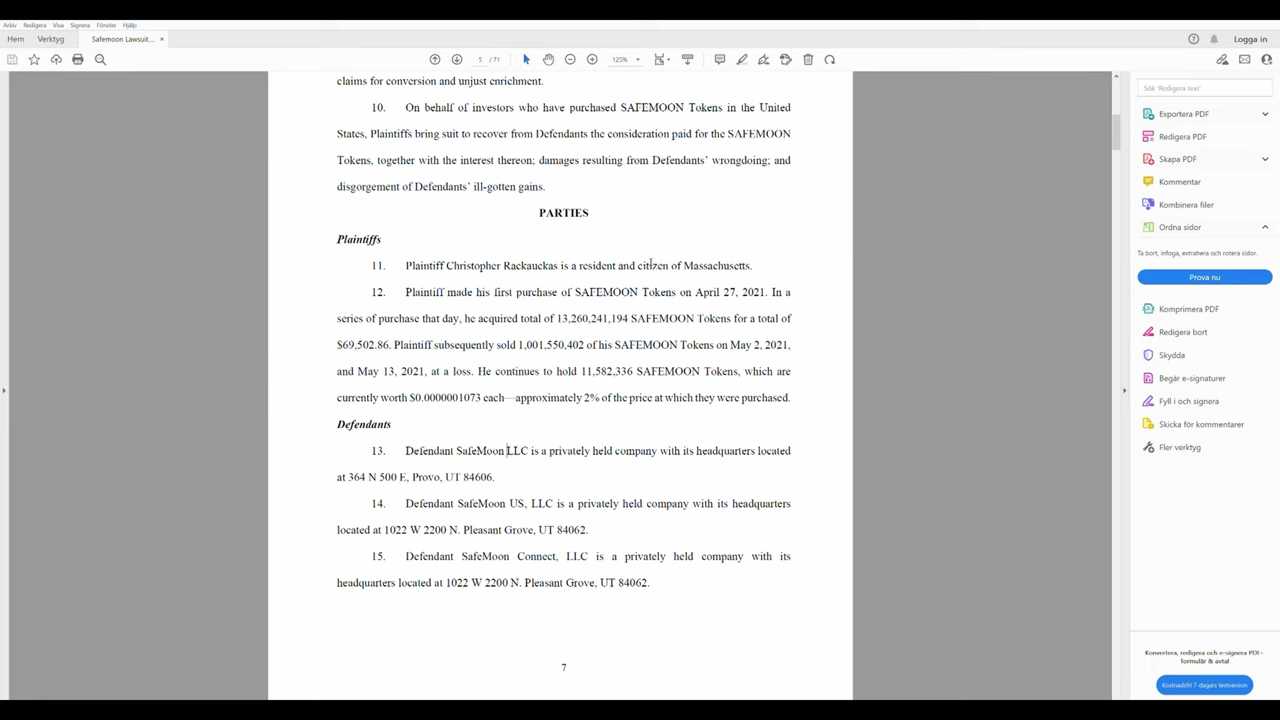 Arkiv Redigera Visa Signera Fönster Hjälp
Hem Verktyg Safemoon Lawsuit... × Logga in
5 / 71 125%
claims for conversion and unjust enrichment.
10. On behalf of investors who have purchased SAFEMOON Tokens in the United
States, Plaintiffs bring suit to recover from Defendants the consideration paid for the SAFEMOON
Tokens, together with the interest thereon; damages resulting from Defendants' wrongdoing; and
disgorgement of Defendants' ill-gotten gains.
PARTIES
Plaintiffs
11. Plaintiff Christopher Rackauckas is a resident and citizen of Massachusetts.
12. Plaintiff made his first purchase of SAFEMOON Tokens on April 27, 2021. In a
series of purchase that day, he acquired total of 13,260,241,194 SAFEMOON Tokens for a total of
$69,502.86. Plaintiff subsequently sold 1,001,550,402 of his SAFEMOON Tokens on May 2, 2021,
and May 13, 2021, at a loss. He continues to hold 11,582,336 SAFEMOON Tokens, which are
currently worth $0.0000001073 each—approximately 2% of the price at which they were purchased.
Defendants
13. Defendant SafeMoon LLC is a privately held company with its headquarters located
at 364 N 500 E, Provo, UT 84606.
14. Defendant SafeMoon US, LLC is a privately held company with its headquarters
located at 1022 W 2200 N. Pleasant Grove, UT 84062.
15. Defendant SafeMoon Connect, LLC is a privately held company with its
headquarters located at 1022 W 2200 N. Pleasant Grove, UT 84062.
7
Sök 'Redigera text'
Exportera PDF
Redigera PDF
Skapa PDF
Kommentar
Kombinera filer
Ordna sidor
Ta bort, infoga, extrahera och rotera sidor.
Prova nu
Komprimera PDF
Redigera bort
Skydda
Begär e-signaturer
Fyll i och signera
Skicka för kommentarer
Fler verktyg
Konvertera, redigera och e-signera PDF-
formulär & avtal
Kostnadsfri 7-dagars testversion